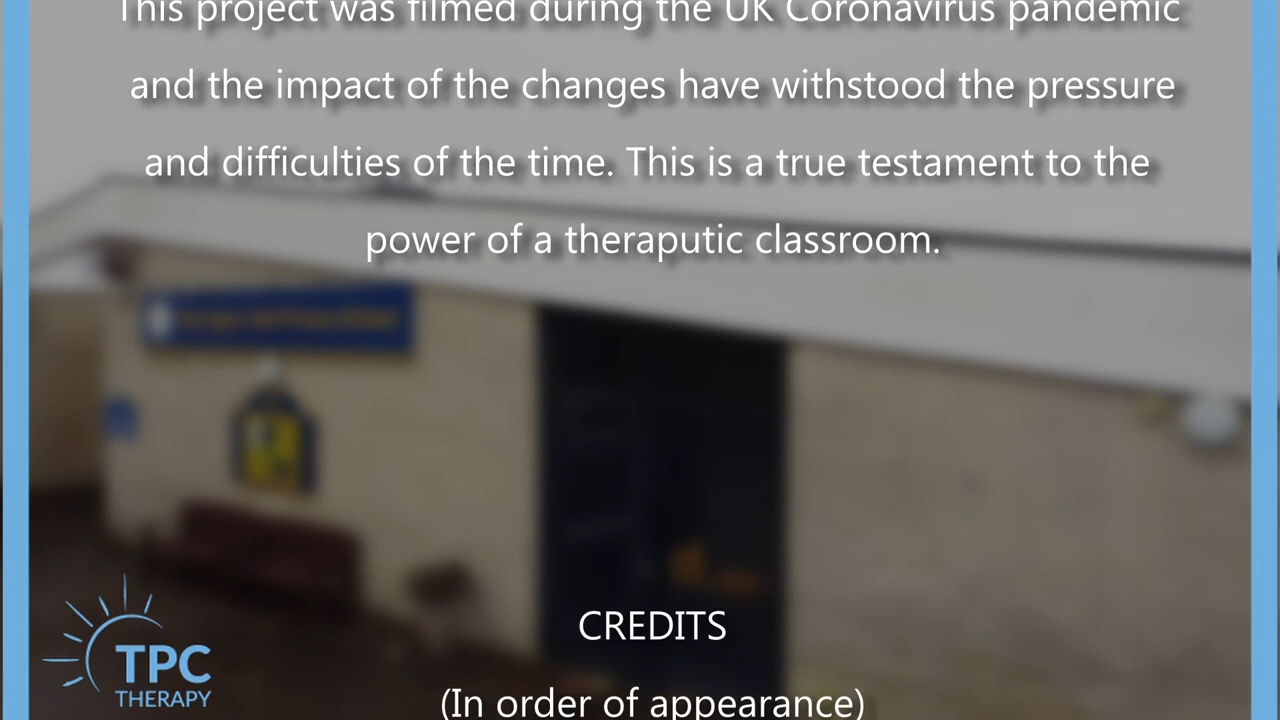 This project was filmed during the UK Coronavirus pandemic
and the impact of the changes have withstood the pressure
and difficulties of the time. This is a true testament to the
power of a theraputic classroom.
CREDITS
(In order of appearance)
TPC
THERAPY